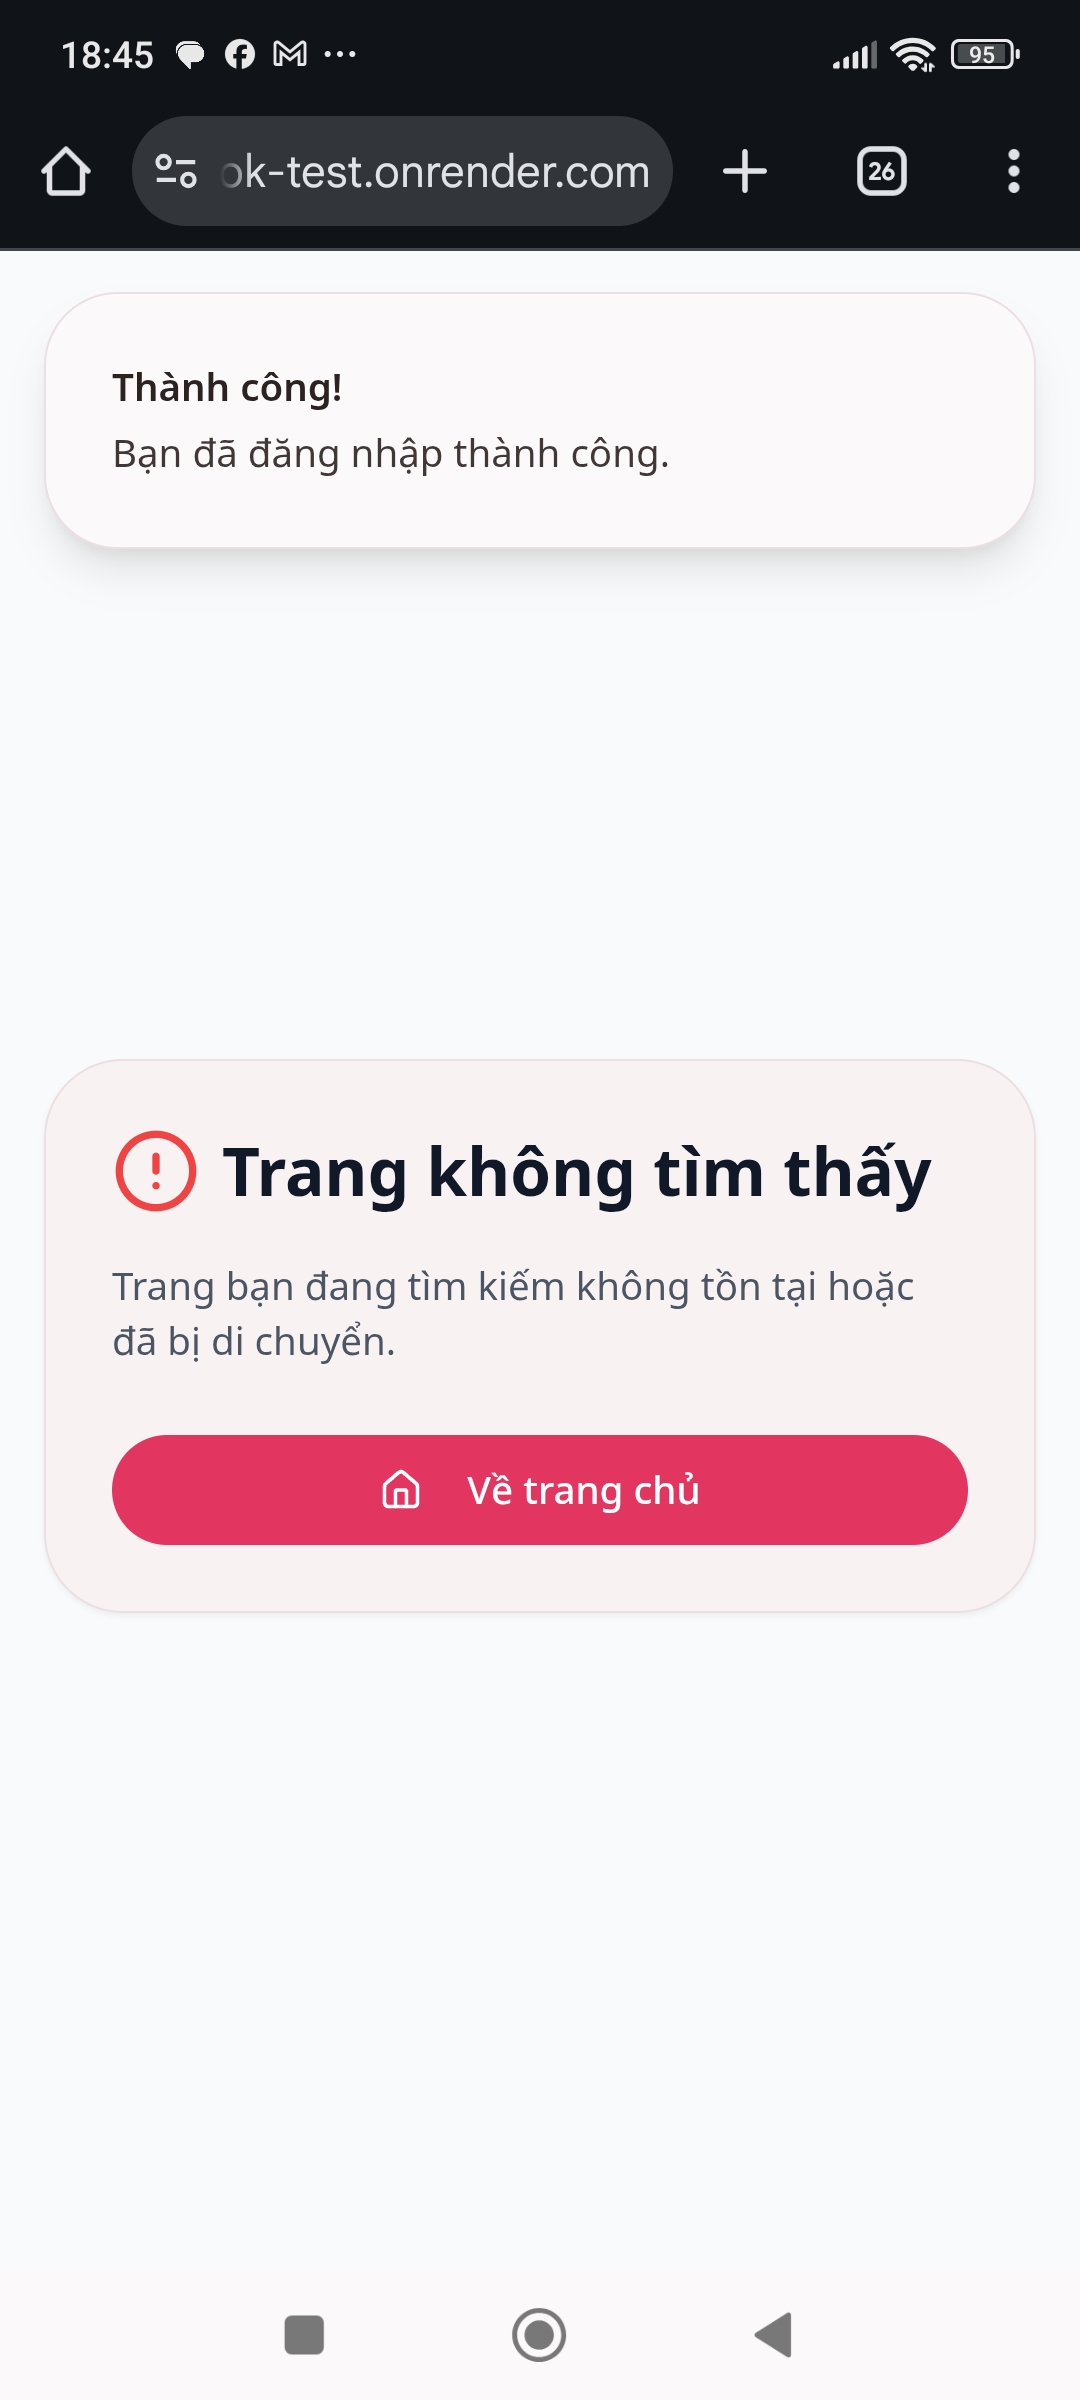 18:45
95
ok-test.onrender.com
26
Thành công!
Bạn đã đăng nhập thành công.
Trang không tìm thấy
Trang bạn đang tìm kiếm không tồn tại hoặc
đã bị di chuyển.
Về trang chủ